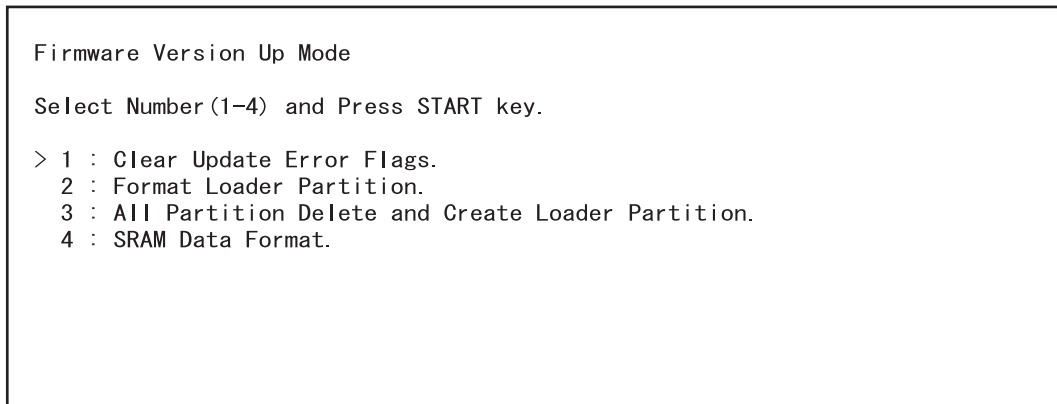 Firmware Version Up Mode
Select Number(1-4) and Press START key.
> 1 : Clear Update Error Flags.
2 : Format Loader Partition.
3 : All Partition Delete and Create Loader Partition.
4 : SRAM Data Format.